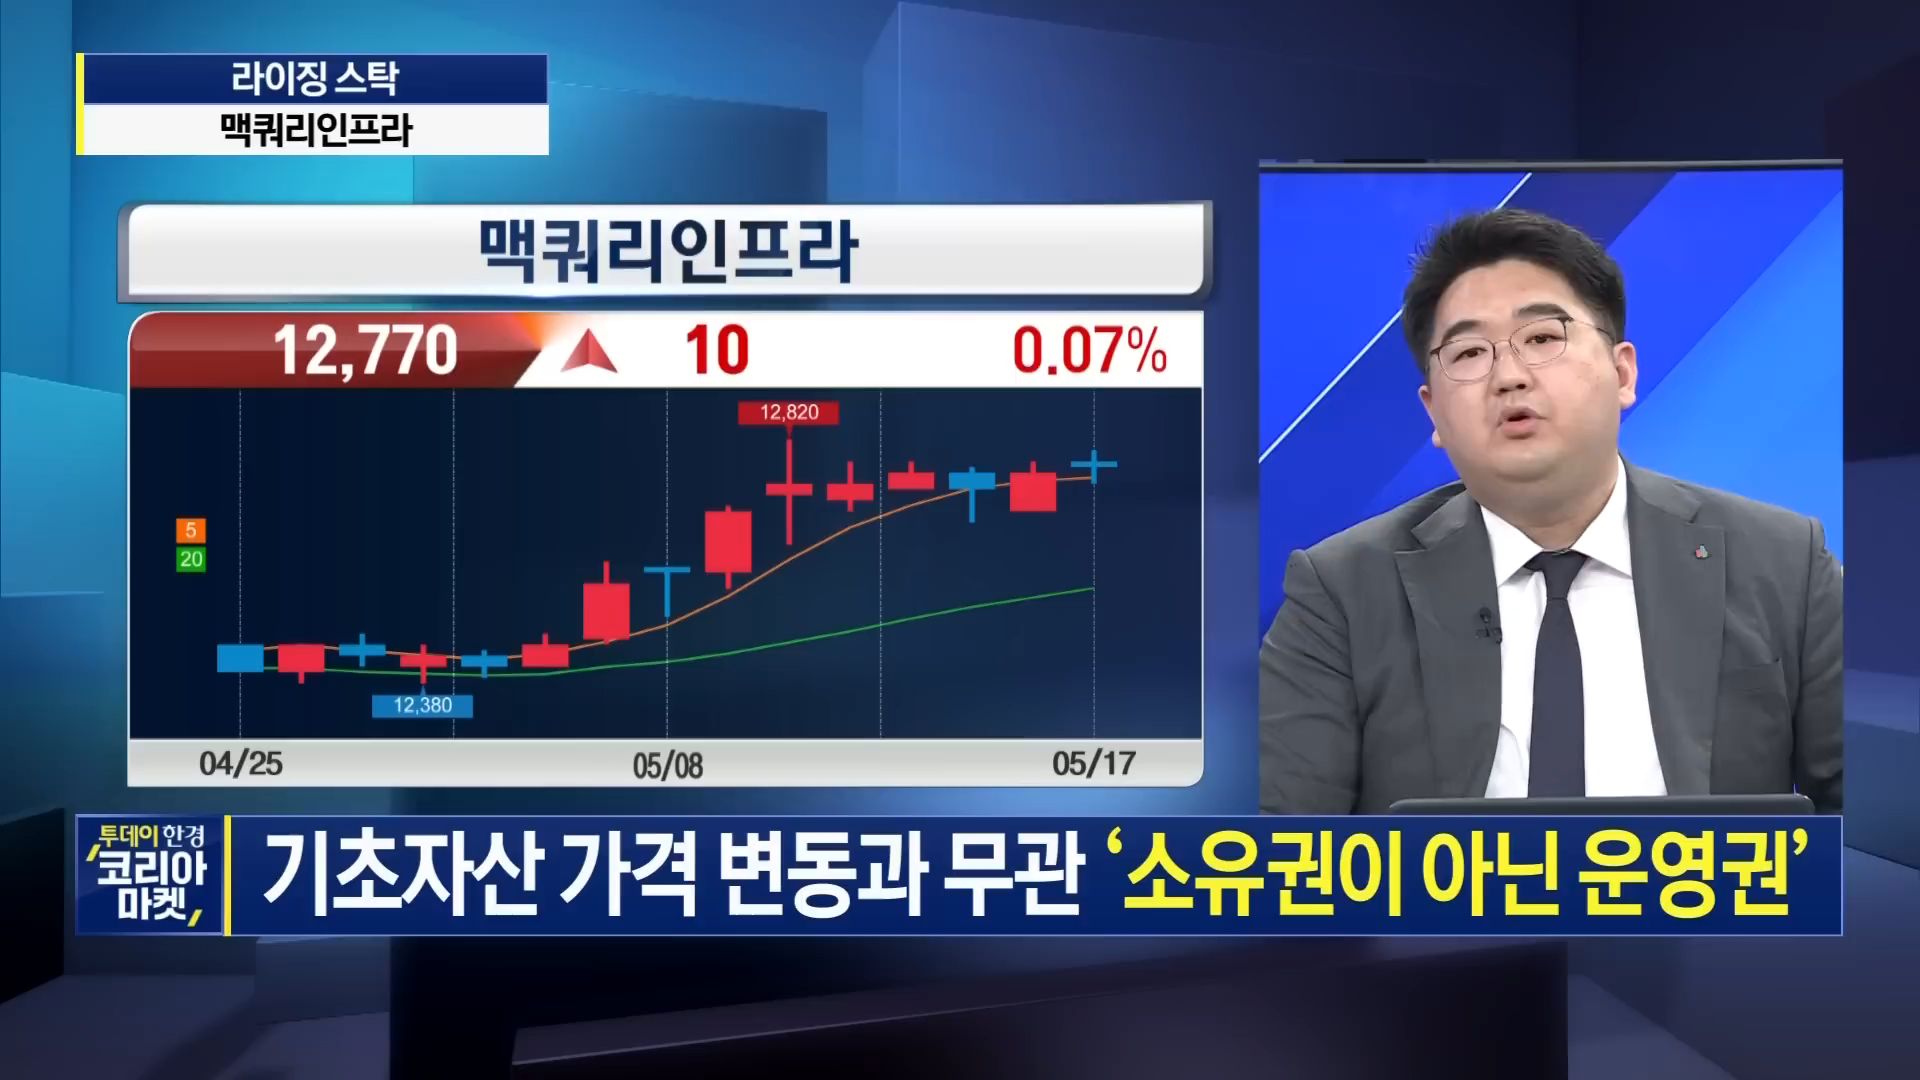 라이징 스탁
맥쿼리인프라
맥쿼리인프라
12,770 10 0.07%
12,820
5
20
12,380
04/25 05/08 05/17
투데이 한경
코리아
마켓
기초자산 가격 변동과 무관 ‘소유권이 아닌 운영권’